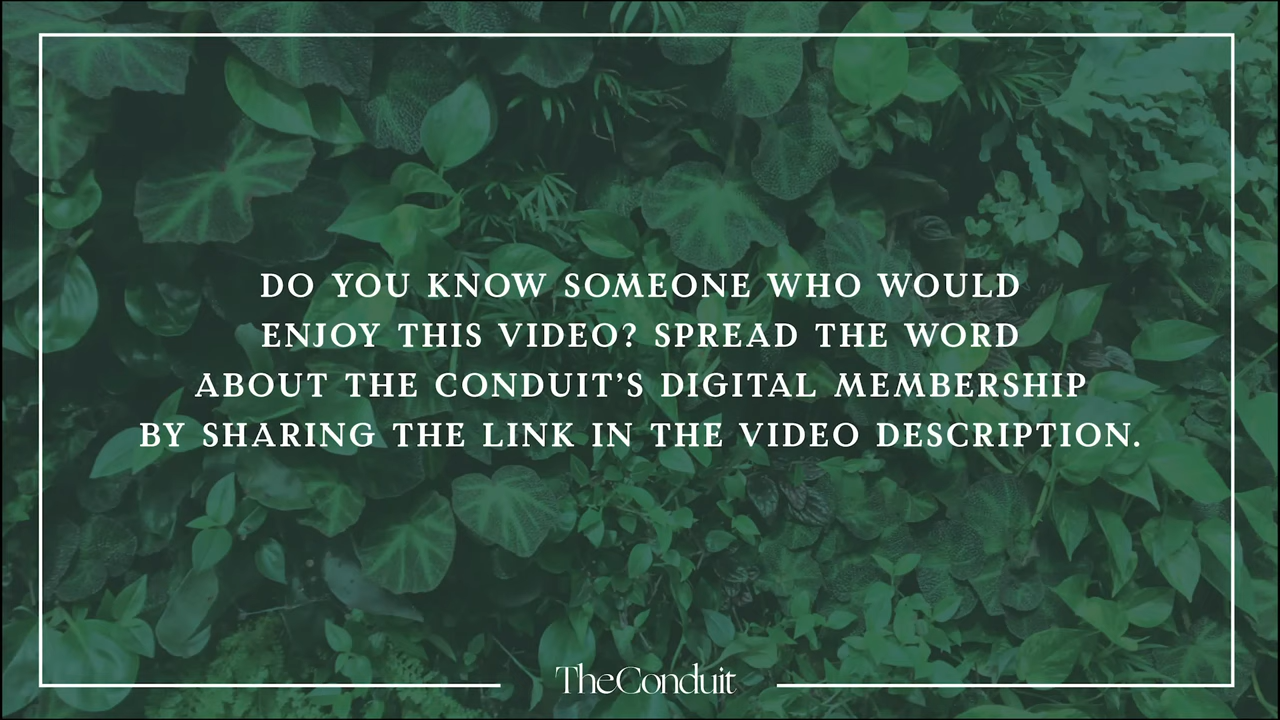 DO YOU KNOW SOMEONE WHO WOULD
ENJOY THIS VIDEO? SPREAD THE WORD
ABOUT THE CONDUIT’S DIGITAL MEMBERSHIP
BY SHARING THE LINK IN THE VIDEO DESCRIPTION.
TheConduit